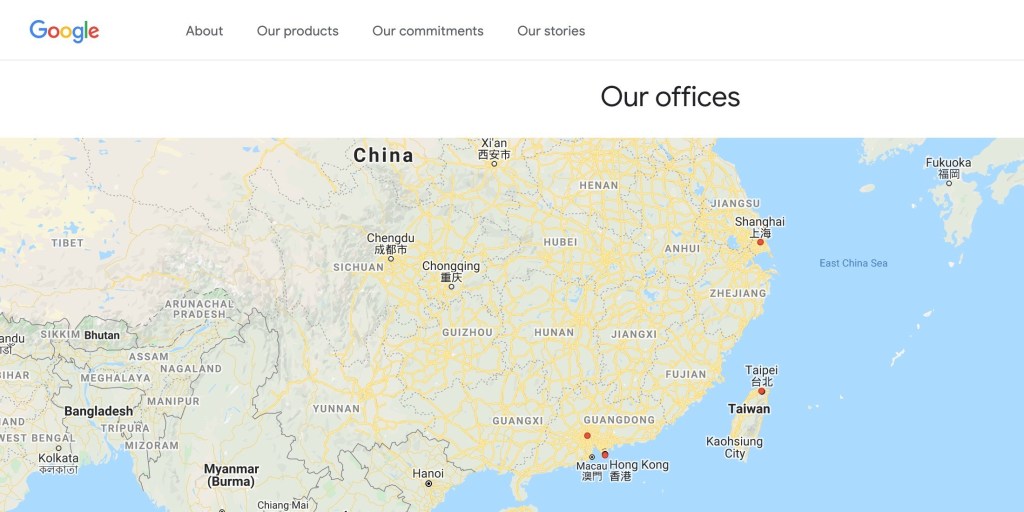 Google
About
Our products
Our commitments
Our stories
Our offices
Xi'an
西安市
China
Fukuoka
福岡
HENAN
JIANGSU
Shanghai
上海
TIBET
Chengdu
成都市
HUBEI
ANHUI
East China Sea
SICHUAN
Chongqing
重庆
ZHEJIANG
ARUNACHAL
PRADESH
SIKKIM
Bhutan
GUIZHOU
HUNAN
JIANGXI
andu
ASSAM
NAGALAND
BIHAR
MEGHALAYA
FUJIAN
Taipei
台北
MANIPUR
Bangladesh
YUNNAN
Taiwan
GUANGXI
GUANGDONG
TRIPURA
WEST BENGAL
MIZORAM
Kaohsiung
City
Kolkata
কলকাতা
Myanmar
(Burma)
Hanoi
Macau
澳門
Hong Kong
香港
Chiang Mai